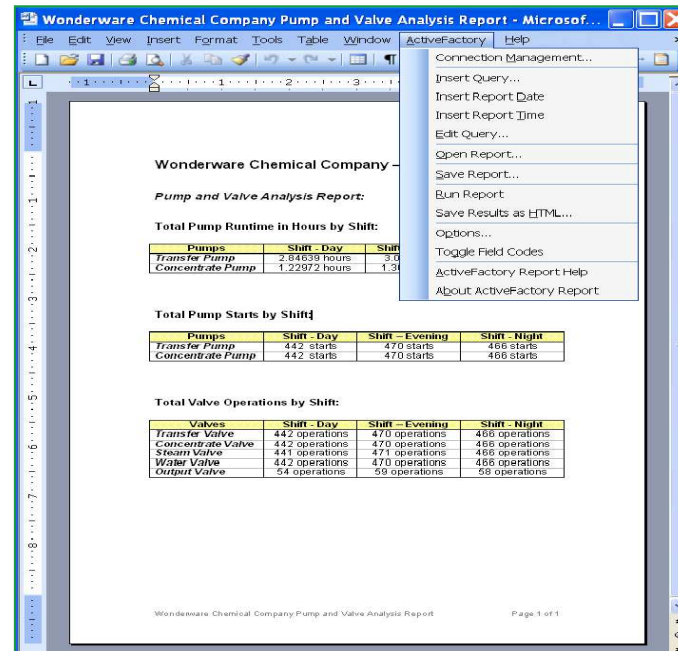 Wonderware Chemical Company Pump and Valve Analysis Report - Microsof...
File Edit View Insert Format Tools Table Window ActiveFactory Help
Connection Management...
Insert Query...
Insert Report Date
Insert Report Time
Edit Query...
Open Report...
Save Report...
Run Report
Save Results as HTML...
Options...
Toggle Field Codes
ActiveFactory Report Help
About ActiveFactory Report
Wonderware Chemical Company –
Pump and Valve Analysis Report:
Total Pump Runtime in Hours by Shift:
Pumps Shift - Day
Transfer Pump 2.84639 hours
Concentrate Pump 1.22972 hours
Total Pump Starts by Shift:
Pumps Shift - Day Shift – Evening Shift - Night
Transfer Pump 442 starts 470 starts 466 starts
Concentrate Pump 442 starts 470 starts 466 starts
Total Valve Operations by Shift:
Valves Shift - Day Shift – Evening Shift - Night
Transfer Valve 442 operations 470 operations 466 operations
Concentrate Valve 442 operations 470 operations 466 operations
Steam Valve 441 operations 471 operations 466 operations
Water Valve 442 operations 470 operations 466 operations
Output Valve 54 operations 59 operations 58 operations
Wonderware Chemical Company Pump and Valve Analysis Report Page 1 of 1